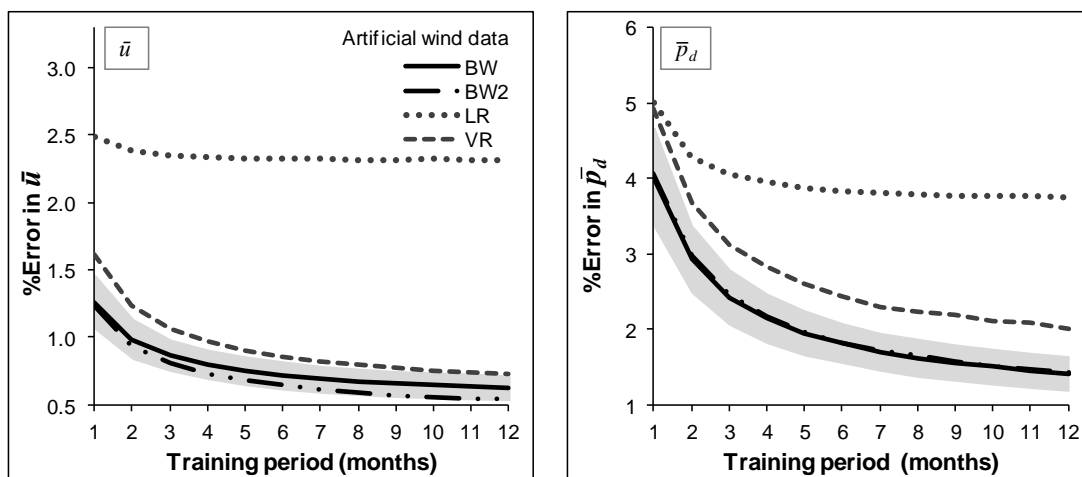 ū
Artificial wind data
BW
BW2
LR
VR
%Error in ū
3.0
2.5
2.0
1.5
1.0
0.5
1 2 3 4 5 6 7 8 9 10 11 12
Training period (months)
p̄d
%Error in p̄d
6
5
4
3
2
1
1 2 3 4 5 6 7 8 9 10 11 12
Training period (months)